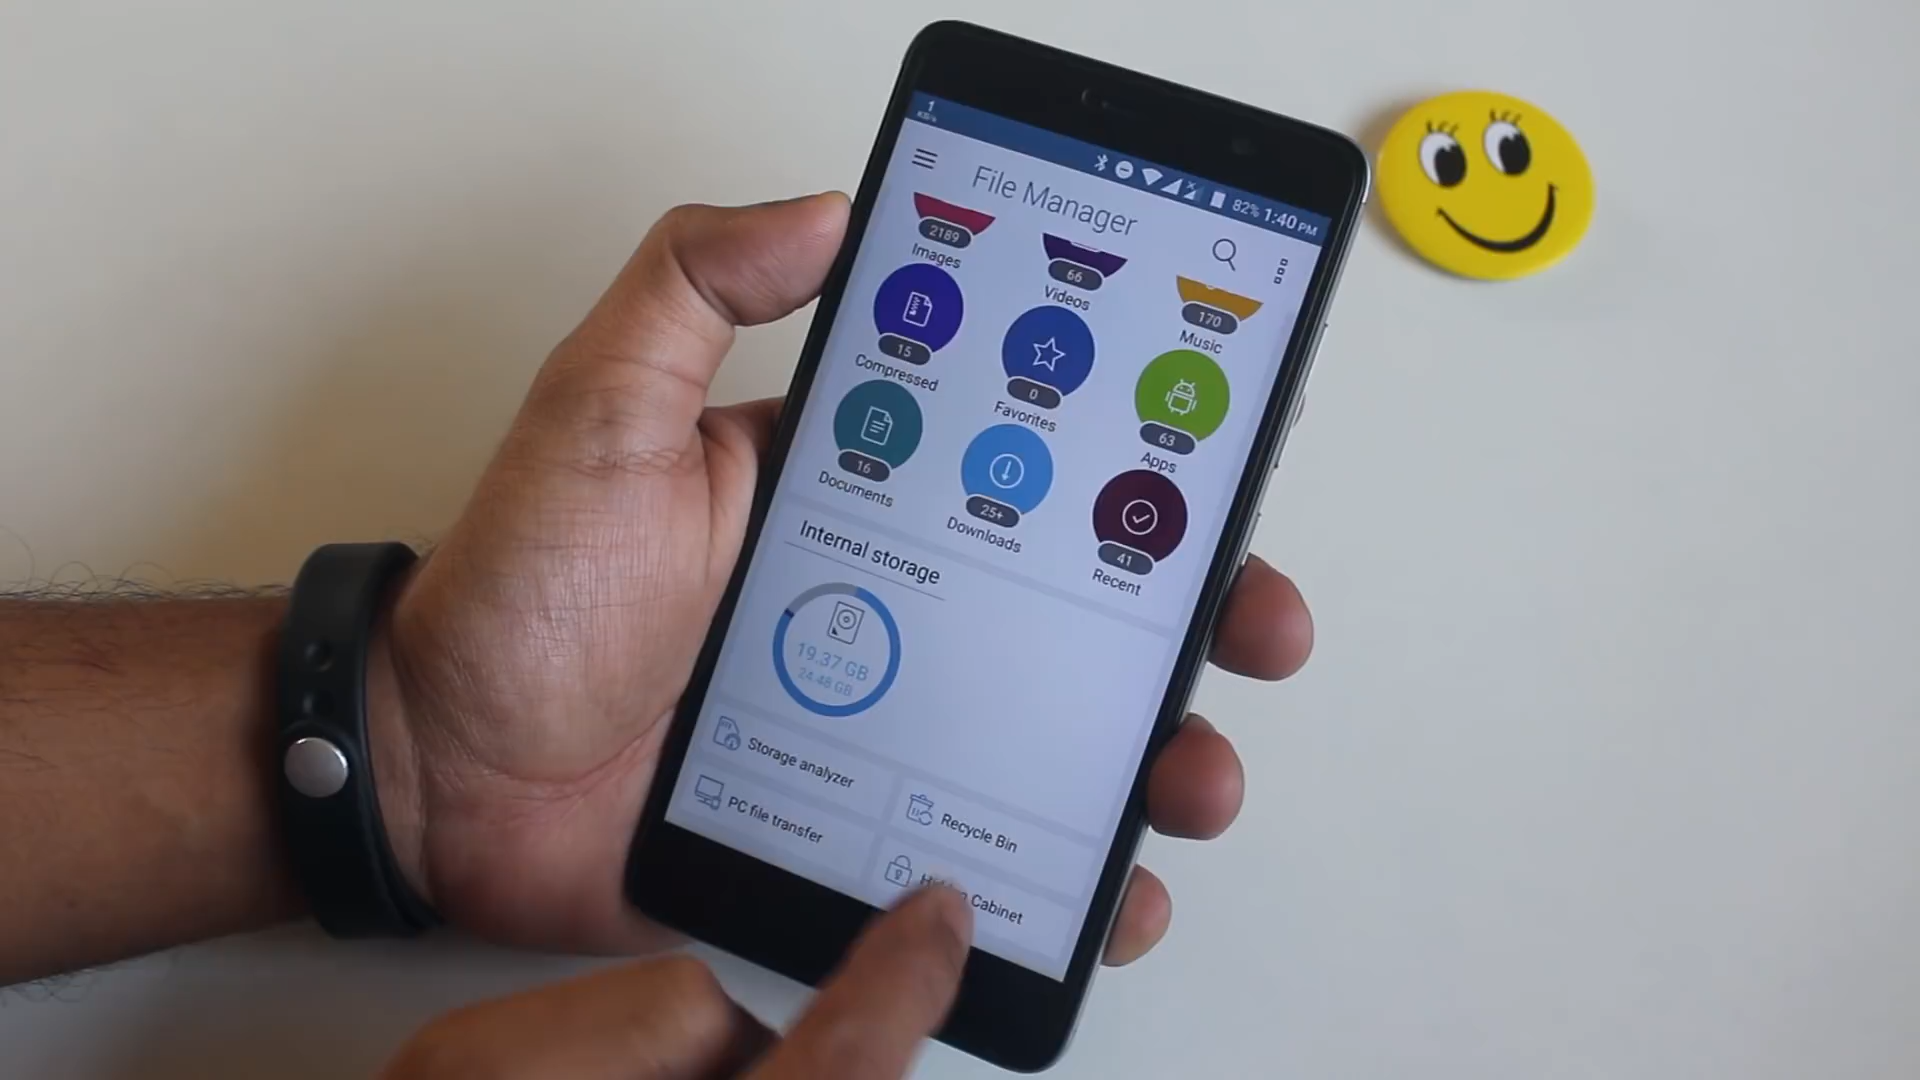 1
KB/s
82% 1:40 PM
File Manager
2189
Images
66
Videos
170
Music
15
Compressed
0
Favorites
63
Apps
16
Documents
25+
Downloads
41
Recent
Internal storage
19.37 GB
24.48 GB
Storage analyzer
Recycle Bin
PC file transfer
Cabinet